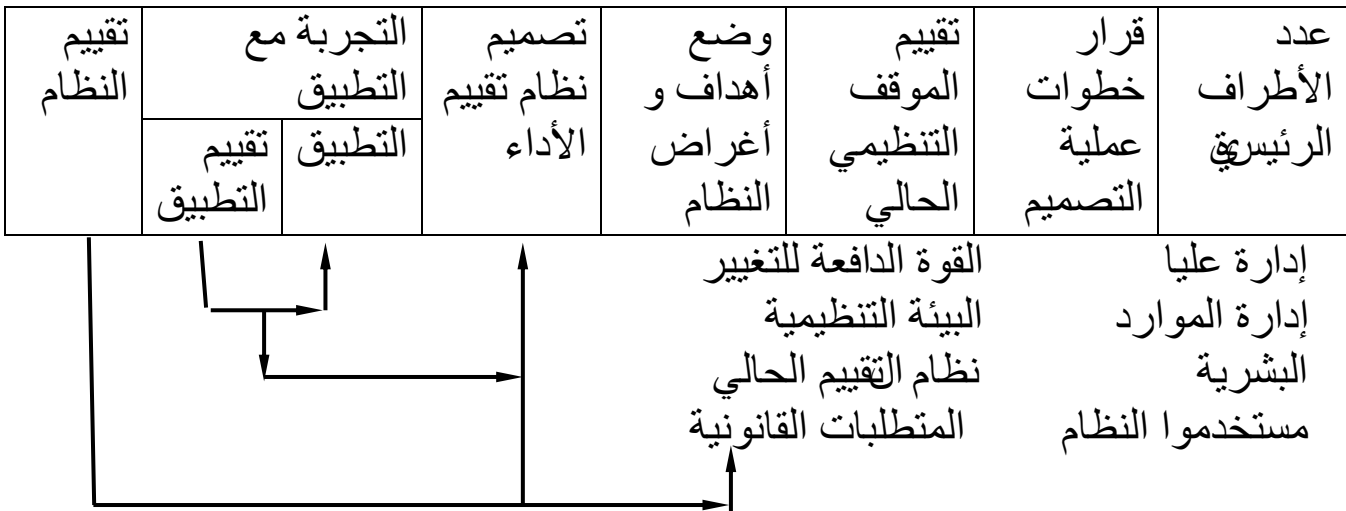 عدد
الأطراف
الرئيسية
قرار
خطوات
عملية
التصميم
تقييم
الموقف
التنظيمي
الحالي
وضع
أهداف و
أغراض
النظام
تصميم
نظام تقييم
الأداء
التجربة مع
التطبيق
التطبيق
تقييم
التطبيق
تقييم
النظام
إدارة عليا
إدارة الموارد
البشرية
مستخدموا النظام
القوة الدافعة للتغيير
البيئة التنظيمية
نظام التقييم الحالي
المتطلبات القانونية